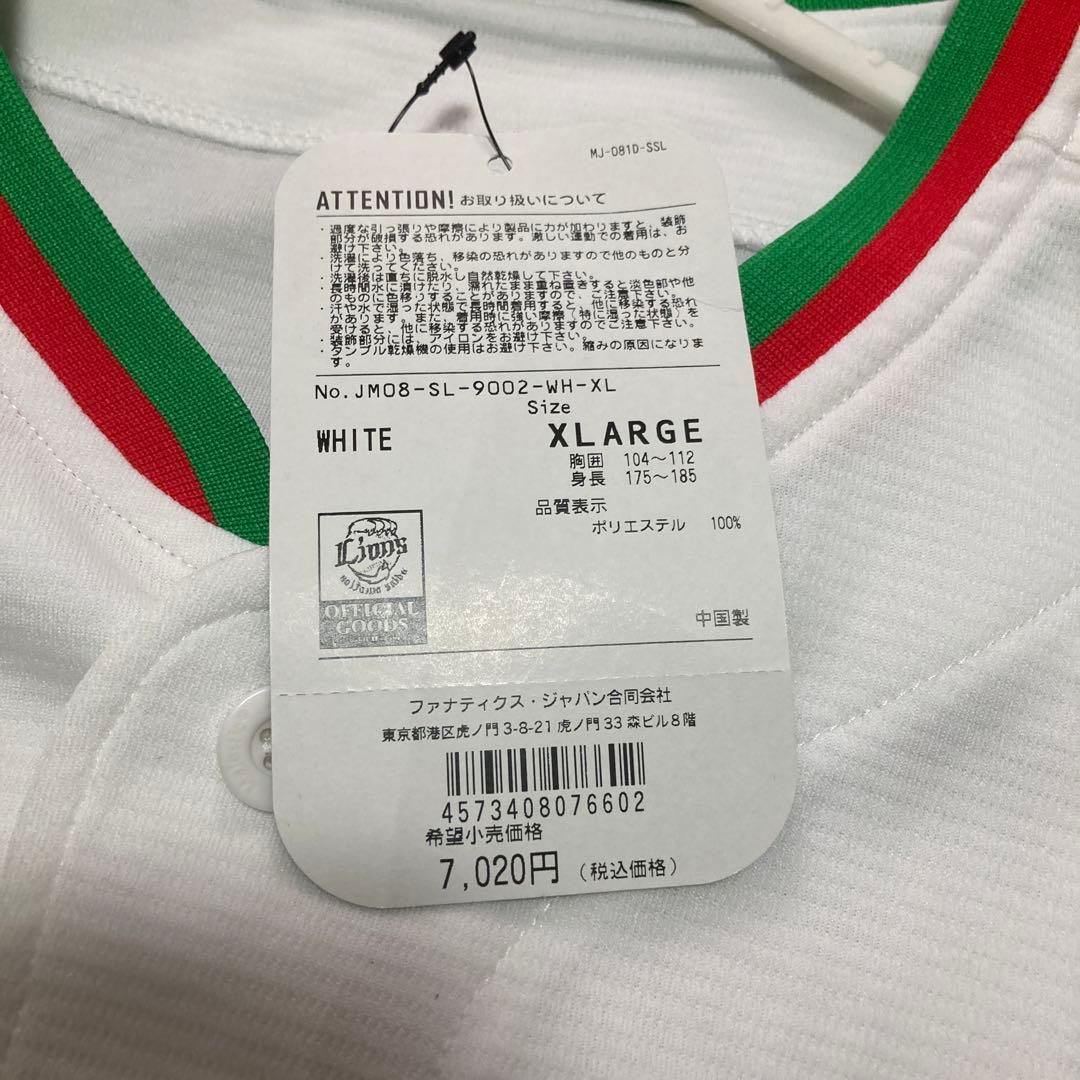 MJ-081D-SSL
ATTENTION! お取り扱いについて
・過度な引っ張りや摩擦により製品に力が加わりますと、装飾
部分が破損する恐れがあります。激しい運動での着用は、お
避け下さい。
・洗濯により色落ち、移染の恐れがありますので他のものと分
けて洗ってください。
・洗濯後は直ちに脱水し自然乾燥して下さい。
・長時間水に漬けたり、濡れたまま重ね置きすると淡色部や他
のものに色移りすることがありますので、ご注意下さい。
・汗や水で湿った状態で長時間着用すると、他に移染する恐れ
があります。また、着用時に強い摩擦(特に湿った状態)を
受けると、他に移染する恐れがありますのでご注意下さい。
・装飾部分には、アイロンをお避け下さい。
・タンブル乾燥機の使用はお避け下さい。縮みの原因になりま
す。
No.JM08-SL-9002-WH-XL
Size
WHITE XLARGE
胸囲 104〜112
身長 175〜185
品質表示
ポリエステル 100%
Lions
OFFICIAL
GOODS
中国製
ファナティクス・ジャパン合同会社
東京都港区虎ノ門3-8-21 虎ノ門33森ビル8階
4573408076602
希望小売価格
7,020円 (税込価格)